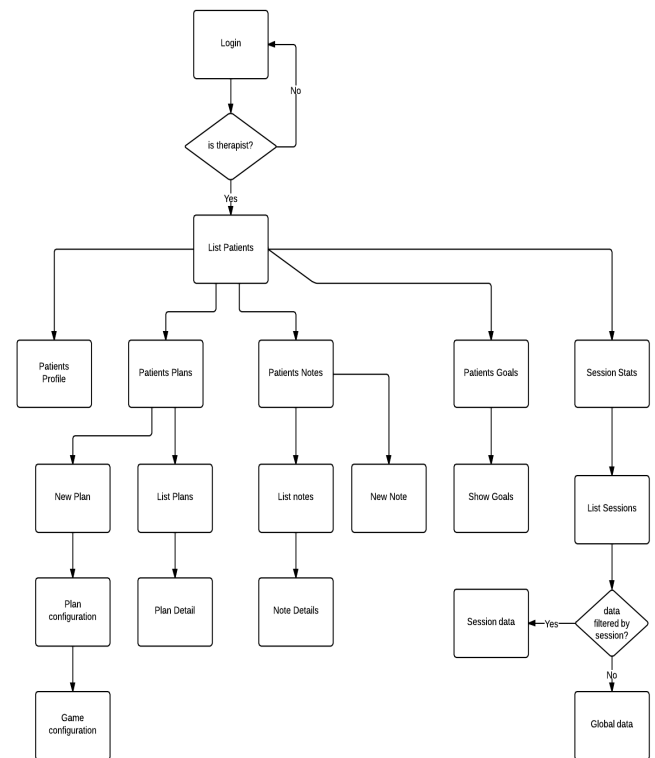 Login
No
is therapist?
Yes
List Patients
Patients
Profile
Patients Plans
Patients Notes
Patients Goals
Session Stats
New Plan
List Plans
List notes
New Note
Show Goals
List Sessions
Plan
configuration
Plan Detail
Note Details
Session data
Yes
data
filtered by
session?
No
Game
configuration
Global data